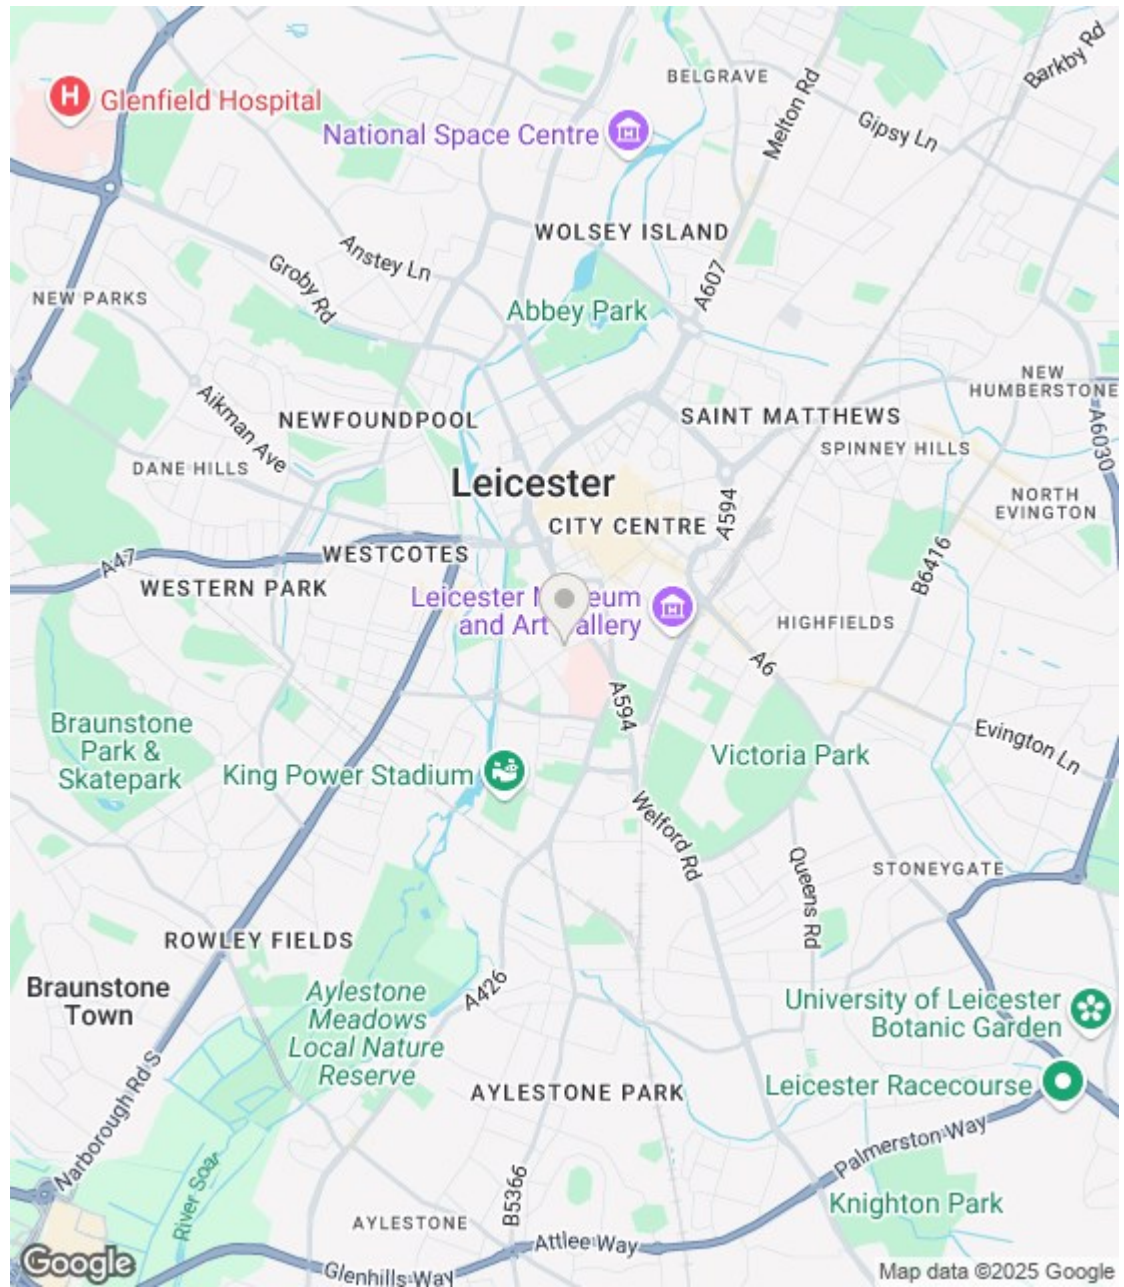 BELGRAVE
Barkby Rd
Glenfield Hospital
H
National Space Centre
Melton Rd
Gipsy Ln
WOLSEY ISLAND
Anstey Ln
Groby Rd
A607
NEW PARKS
Abbey Park
NEW
HUMBERSTONE
Aikman Ave
NEWFOUNDPOOL
SAINT MATTHEWS
A6030
SPINNEY HILLS
DANE HILLS
Leicester
A594
NORTH
EVINGTON
CITY CENTRE
WESTCOTES
A47
B6416
WESTERN PARK
Leicester M eum
and Art allery
HIGHFIELDS
A6
A594
Braunstone
Park &
Skatepark
Evington Ln
Victoria Park
King Power Stadium
Welford Rd
Queens Rd
STONEYGATE
ROWLEY FIELDS
Braunstone
Town
A426
Aylestone
Meadows
Local Nature
Reserve
University of Leicester
Botanic Garden
Leicester Racecourse
AYLESTONE PARK
Narborough Rd S
Palmerston Way
River Soar
B5366
Knighton Park
AYLESTONE
Attlee Way
Glenhills Way
Google
Map data ©2025 Google